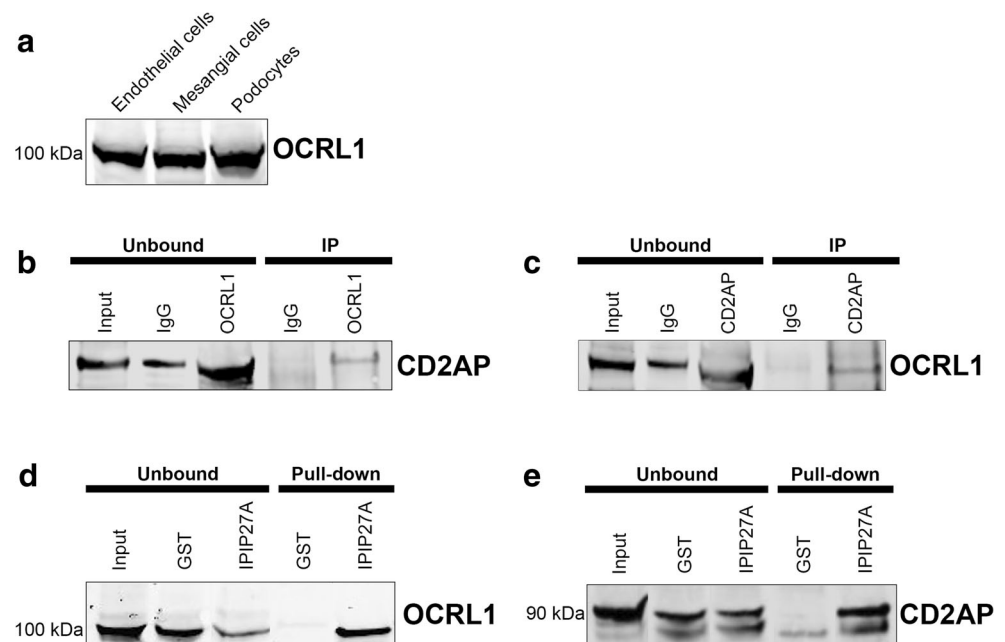 a
Endothelial cells
Mesangial cells
Podocytes
100 kDa
OCRL1
b
Unbound IP
Input IgG OCRL1 IgG OCRL1
CD2AP
c
Unbound IP
Input IgG CD2AP IgG CD2AP
OCRL1
d
Unbound Pull-down
Input GST IPIP27A GST IPIP27A
100 kDa
OCRL1
e
Unbound Pull-down
Input GST IPIP27A GST IPIP27A
90 kDa
CD2AP